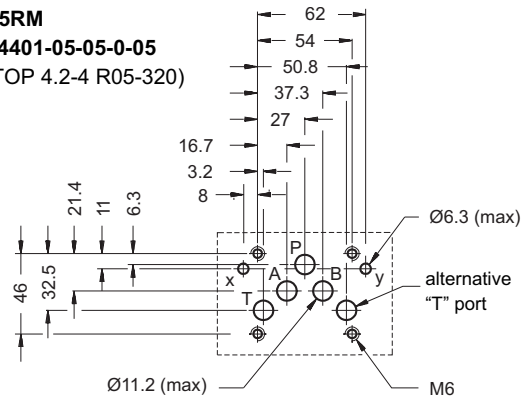 5RM
4401-05-05-0-05
TOP 4.2-4 R05-320)
62
54
50.8
37.3
27
16.7
3.2
8
21.4
11
6.3
46
32.5
Ø6.3 (max)
P
x
A
B
y
T
alternative
“T” port
Ø11.2 (max)
M6